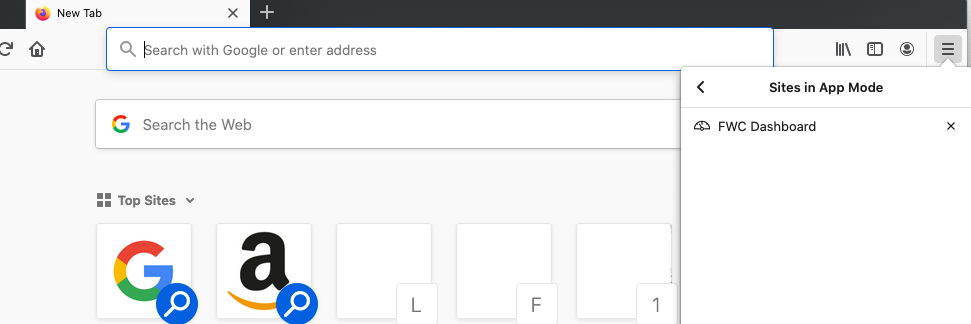 New Tab
Search with Google or enter address
Sites in App Mode
FWC Dashboard
Search the Web
Top Sites
a
L
F
1